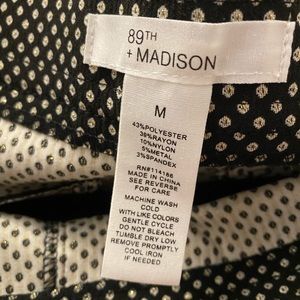 89TH
+ MADISON
M
43%POLYESTER
39%RAYON
10%NYLON
5%METAL
3%SPANDEX
RN#114186
MADE IN CHINA
SEE REVERSE
FOR CARE
MACHINE WASH
COLD
WITH LIKE COLORS
GENTLE CYCLE
DO NOT BLEACH
TUMBLE DRY LOW
REMOVE PROMPTLY
COOL IRON
IF NEEDED